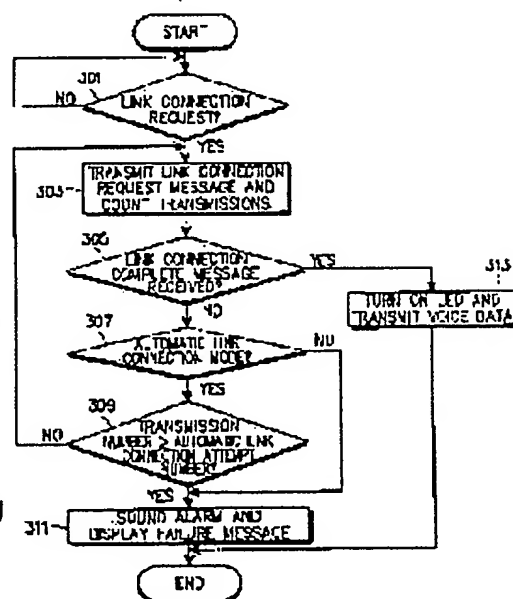 START
301
NO
LINK CONNECTION
REQUEST?
YES
303
TRANSMIT LINK CONNECTION
REQUEST MESSAGE AND
COUNT TRANSMISSIONS
305
LINK CONNECTION
COMPLETE MESSAGE
RECEIVED?
YES
313
TURN ON LED AND
TRANSMIT VOICE DATA
NO
307
AUTOMATIC LINK
CONNECTION MODE?
NO
YES
309
NO
TRANSMISSION
NUMBER > AUTOMATIC LINK
CONNECTION ATTEMPT
NUMBER?
YES
311
SOUND ALARM AND
DISPLAY FAILURE MESSAGE
END